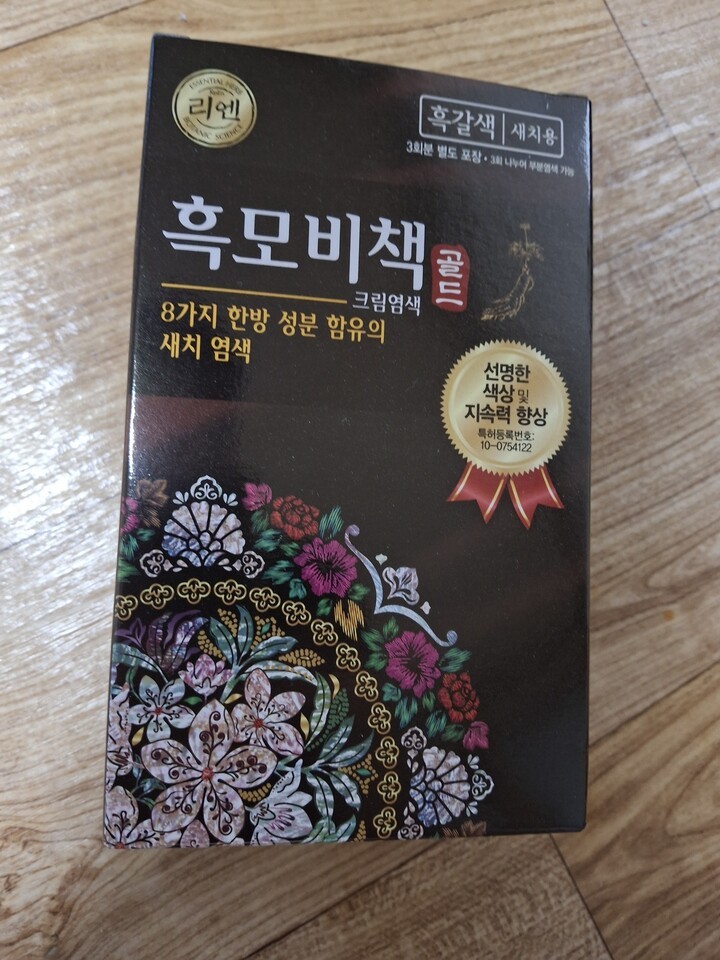 ESSENTIAL HERB
리엔
BOTANIC SCIENCE
흑갈색 | 새치용
3회분 별도 포장 • 3회 나누어 부분염색 가능
흑모비책
골드
크림염색
8가지 한방 성분 함유의
새치 염색
선명한
색상 및
지속력 향상
특허등록번호:
10-0754122